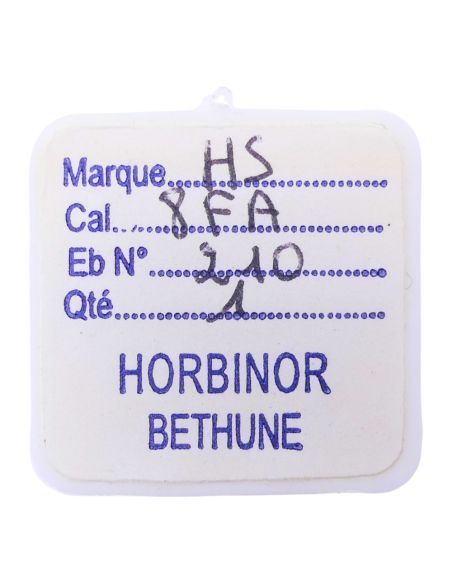 Marque HS
Cal. 8FA
Eb N° 210
Qté 1
HORBINOR
BETHUNE